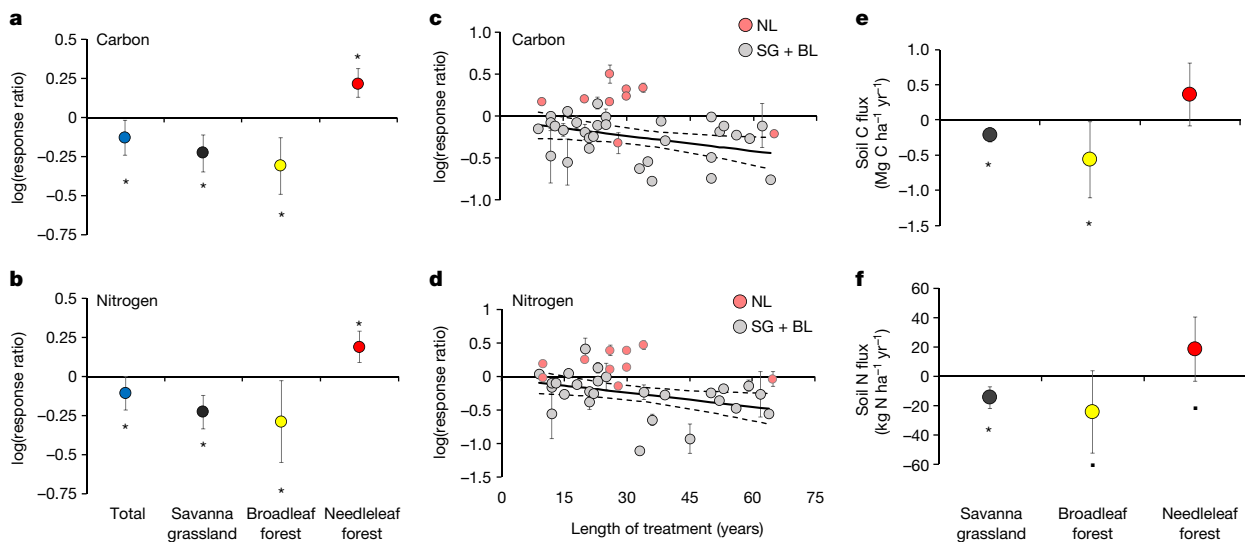 a
Carbon
0.5
0.25
0
−0.25
−0.5
−0.75
log(response ratio)
*
*
*
*
b
Nitrogen
0.5
0.25
0
−0.25
−0.5
−0.75
log(response ratio)
*
*
*
*
Total
Savanna
grassland
Broadleaf
forest
Needleleaf
forest
c
Carbon
NL
SG + BL
1.0
0.5
0
−0.5
−1.0
log(response ratio)
d
Nitrogen
NL
SG + BL
1
0.5
0
−0.5
−1.0
−1.5
log(response ratio)
0 15 30 45 60 75
Length of treatment (years)
e
1.0
0.5
0
−0.5
−1.0
−1.5
Soil C flux
(Mg C ha⁻¹ yr⁻¹)
*
*
f
60
40
20
0
−20
−40
−60
Soil N flux
(kg N ha⁻¹ yr⁻¹)
*
Savanna
grassland
Broadleaf
forest
Needleleaf
forest